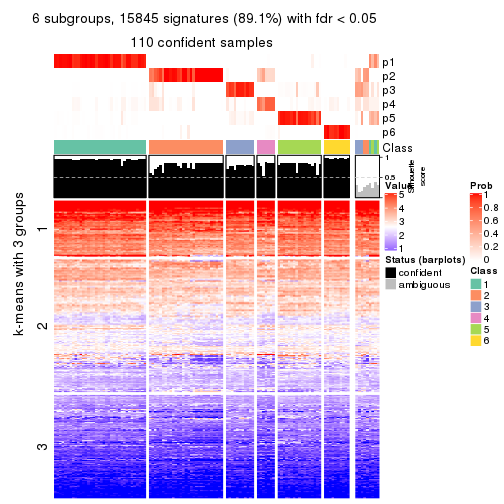 6 subgroups, 15845 signatures (89.1%) with fdr < 0.05
110 confident samples
p1
p2
p3
p4
p5
p6
Class
1
0.5
0
Silhouette
score
k-means with 3 groups
1
2
3
Value
5
4
3
2
1
Status (barplots)
confident
ambiguous
Prob
1
0.8
0.6
0.4
0.2
0
Class
1
2
3
4
5
6